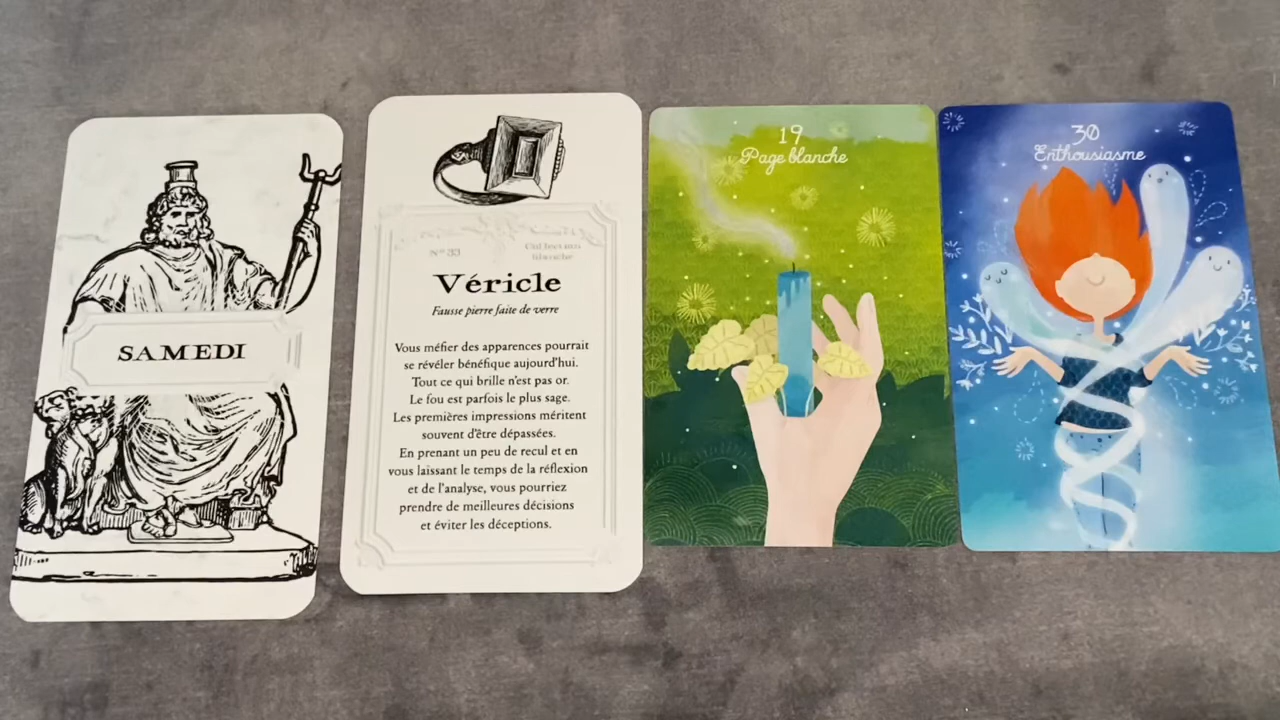 SAMEDI
N° 33
Véricle
Fausse pierre faite de verre
Vous méfier des apparences pourrait
se révéler bénéfique aujourd'hui.
Tout ce qui brille n'est pas or.
Le fou est parfois le plus sage.
Les premières impressions méritent
souvent d'être dépassées.
En prenant un peu de recul et en
vous laissant le temps de la réflexion
et de l'analyse, vous pourriez
prendre de meilleures décisions
et éviter les déceptions.
19
Page blanche
30
Enthousiasme